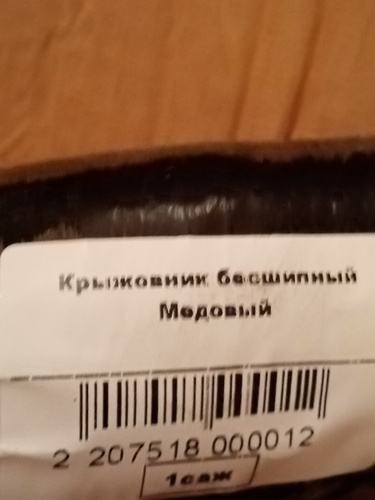 Крыжовник бесшипный
Медовый
2 207518 000012
1саж